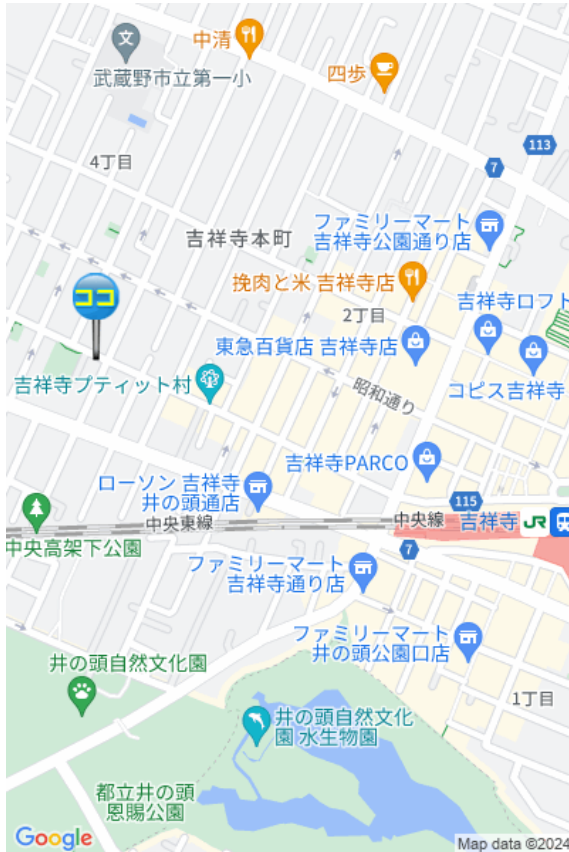 中清
武蔵野市立第一小
四歩
113
7
4丁目
ファミリーマート
吉祥寺公園通り店
吉祥寺本町
挽肉と米 吉祥寺店
ココ
吉祥寺ロフト
2丁目
東急百貨店 吉祥寺店
コピス吉祥寺
吉祥寺プティット村
昭和通り
吉祥寺PARCO
ローソン 吉祥寺
井の頭通店
115
中央東線
中央線
吉祥寺
JR
中央高架下公園
7
ファミリーマート
吉祥寺通り店
ファミリーマート
井の頭公園口店
井の頭自然文化園
1丁目
井の頭自然文化
園 水生物園
都立井の頭
恩賜公園
Google
Map data ©2024
文